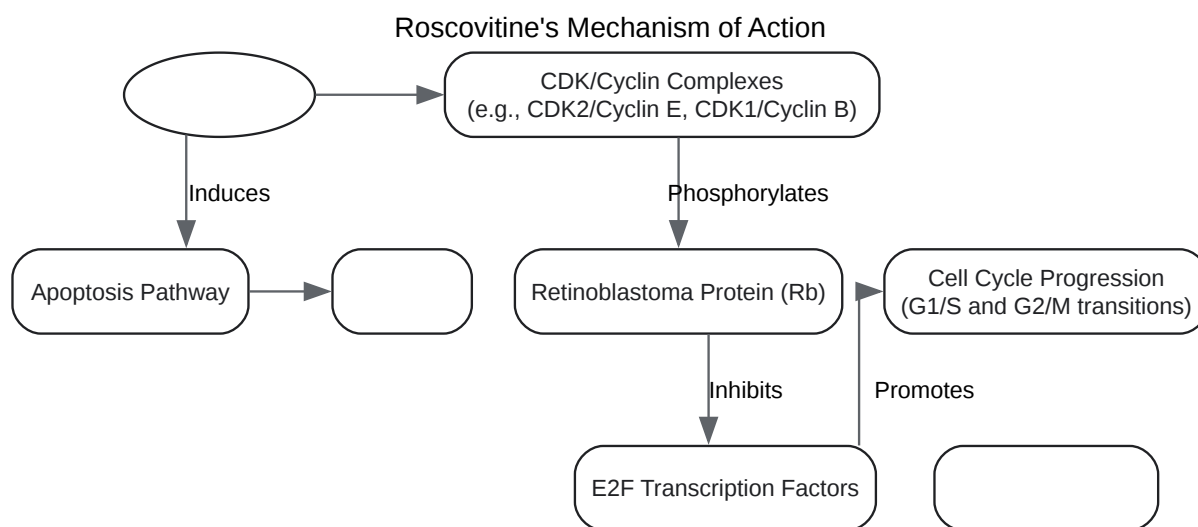 Roscovitine's Mechanism of Action
CDK/Cyclin Complexes
(e.g., CDK2/Cyclin E, CDK1/Cyclin B)
Induces
Phosphorylates
Apoptosis Pathway
Retinoblastoma Protein (Rb)
Cell Cycle Progression
(G1/S and G2/M transitions)
Inhibits
Promotes
E2F Transcription Factors